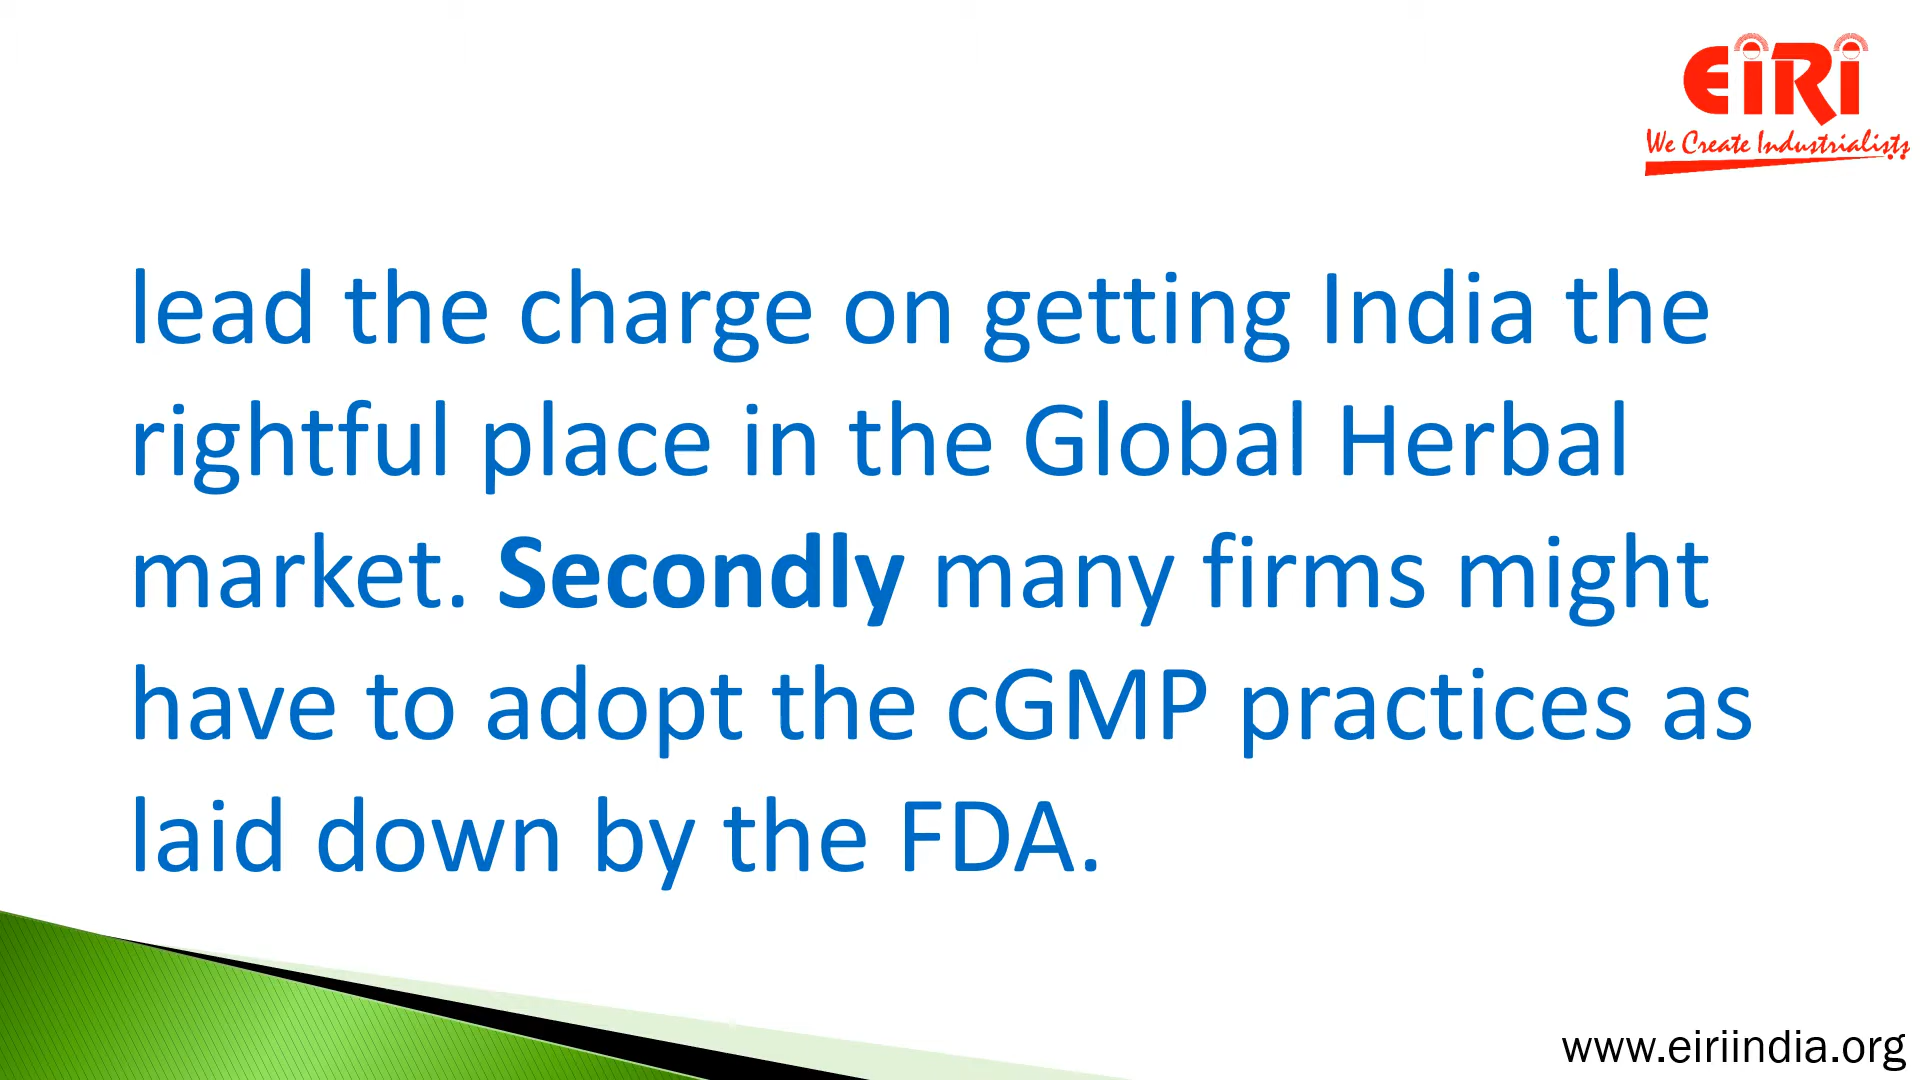 EiRi
We Create Industrialists
lead the charge on getting India the
rightful place in the Global Herbal
market. Secondly many firms might
have to adopt the cGMP practices as
laid down by the FDA.
www.eiriindia.org